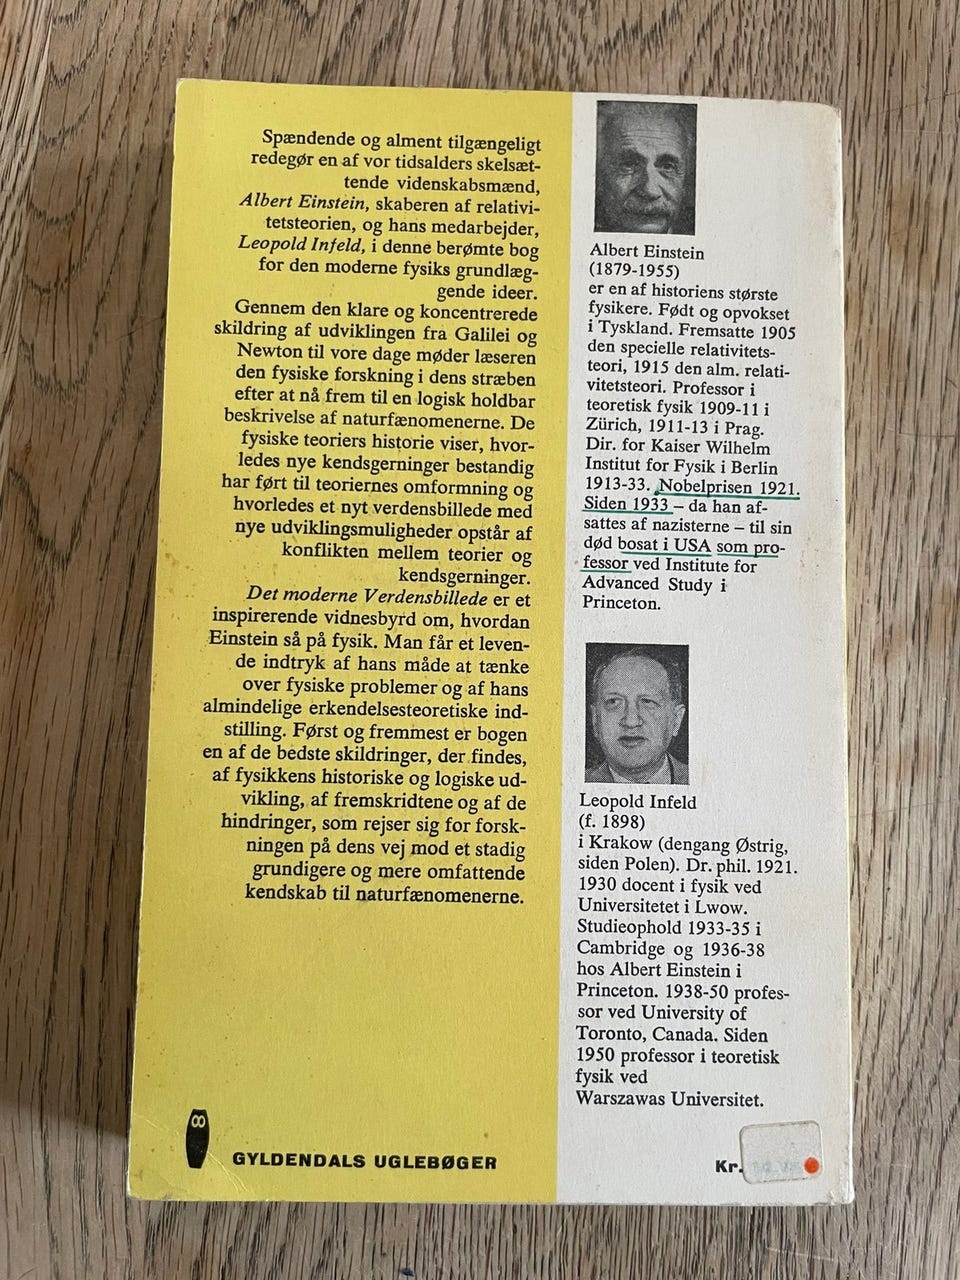 Spændende og alment tilgængeligt
redegør en af vor tidsalders skelsæt-
tende videnskabsmænd,
Albert Einstein, skaberen af relativi-
tetsteorien, og hans medarbejder,
Leopold Infeld, i denne berømte bog
for den moderne fysiks grundlæg-
gende ideer.
Gennem den klare og koncentrerede
skildring af udviklingen fra Galilei og
Newton til vore dage møder læseren
den fysiske forskning i dens stræben
efter at nå frem til en logisk holdbar
beskrivelse af naturfænomenerne. De
fysiske teoriers historie viser, hvor-
ledes nye kendsgerninger bestandig
har ført til teoriernes omformning og
hvorledes et nyt verdensbillede med
nye udviklingsmuligheder opstår af
konflikten mellem teorier og
kendsgerninger.
Det moderne Verdensbillede er et
inspirerende vidnesbyrd om, hvordan
Einstein så på fysik. Man får et leven-
de indtryk af hans måde at tænke
over fysiske problemer og af hans
almindelige erkendelsesteoretiske ind-
stilling. Først og fremmest er bogen
en af de bedste skildringer, der findes,
af fysikkens historiske og logiske ud-
vikling, af fremskridtene og af de
hindringer, som rejser sig for forsk-
ningen på dens vej mod et stadig
grundigere og mere omfattende
kendskab til naturfænomenerne.
GYLDENDALS UGLEBØGER
Albert Einstein
(1879-1955)
er en af historiens største
fysikere. Født og opvokset
i Tyskland. Fremsatte 1905
den specielle relativitets-
teori, 1915 den alm. relati-
vitetsteori. Professor i
teoretisk fysik 1909-11 i
Zürich, 1911-13 i Prag.
Dir. for Kaiser Wilhelm
Institut for Fysik i Berlin
1913-33. Nobelprisen 1921.
Siden 1933 – da han af-
sattes af nazisterne – til sin
død bosat i USA som pro-
fessor ved Institute for
Advanced Study i
Princeton.
Leopold Infeld
(f. 1898)
i Krakow (dengang Østrig,
siden Polen). Dr. phil. 1921.
1930 docent i fysik ved
Universitetet i Lwow.
Studieophold 1933-35 i
Cambridge og 1936-38
hos Albert Einstein i
Princeton. 1938-50 profes-
sor ved University of
Toronto, Canada. Siden
1950 professor i teoretisk
fysik ved
Warszawas Universitet.
Kr.